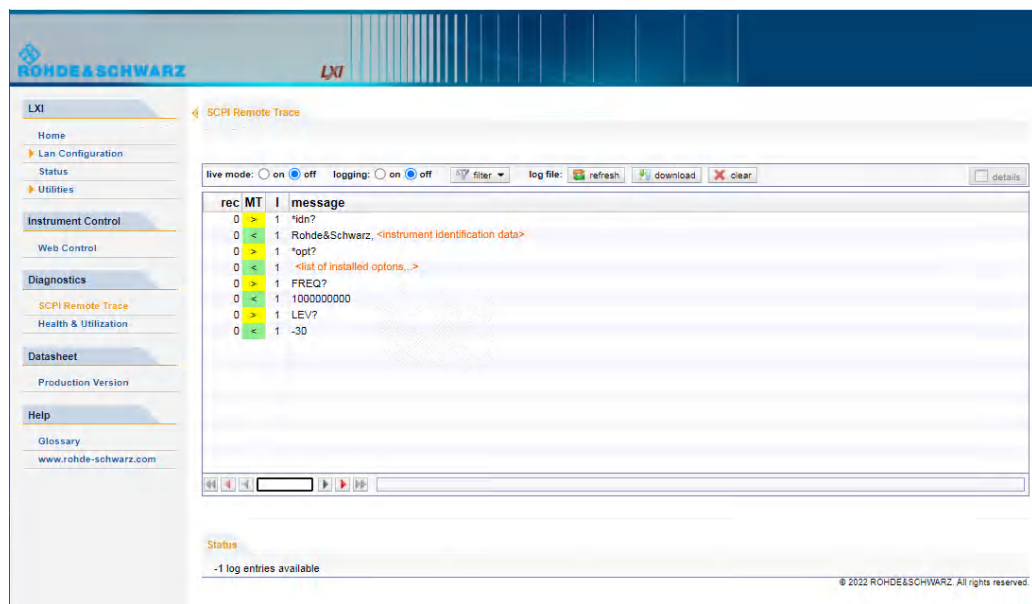 ROHDE&SCHWARZ
LXI
LXI
Home
Lan Configuration
Status
Utilities
Instrument Control
Web Control
Diagnostics
SCPI Remote Trace
Health & Utilization
Datasheet
Production Version
Help
Glossary
www.rohde-schwarz.com
SCPI Remote Trace
live mode: on off logging: on off filter log file: refresh download clear details
rec MT I message
0 > 1 *idn?
0 < 1 Rohde&Schwarz, <instrument identification data>
0 > 1 *opt?
0 < 1 <list of installed optons...>
0 > 1 FREQ?
0 < 1 1000000000
0 > 1 LEV?
0 < 1 -30
Status
-1 log entries available
© 2022 ROHDE&SCHWARZ. All rights reserved.